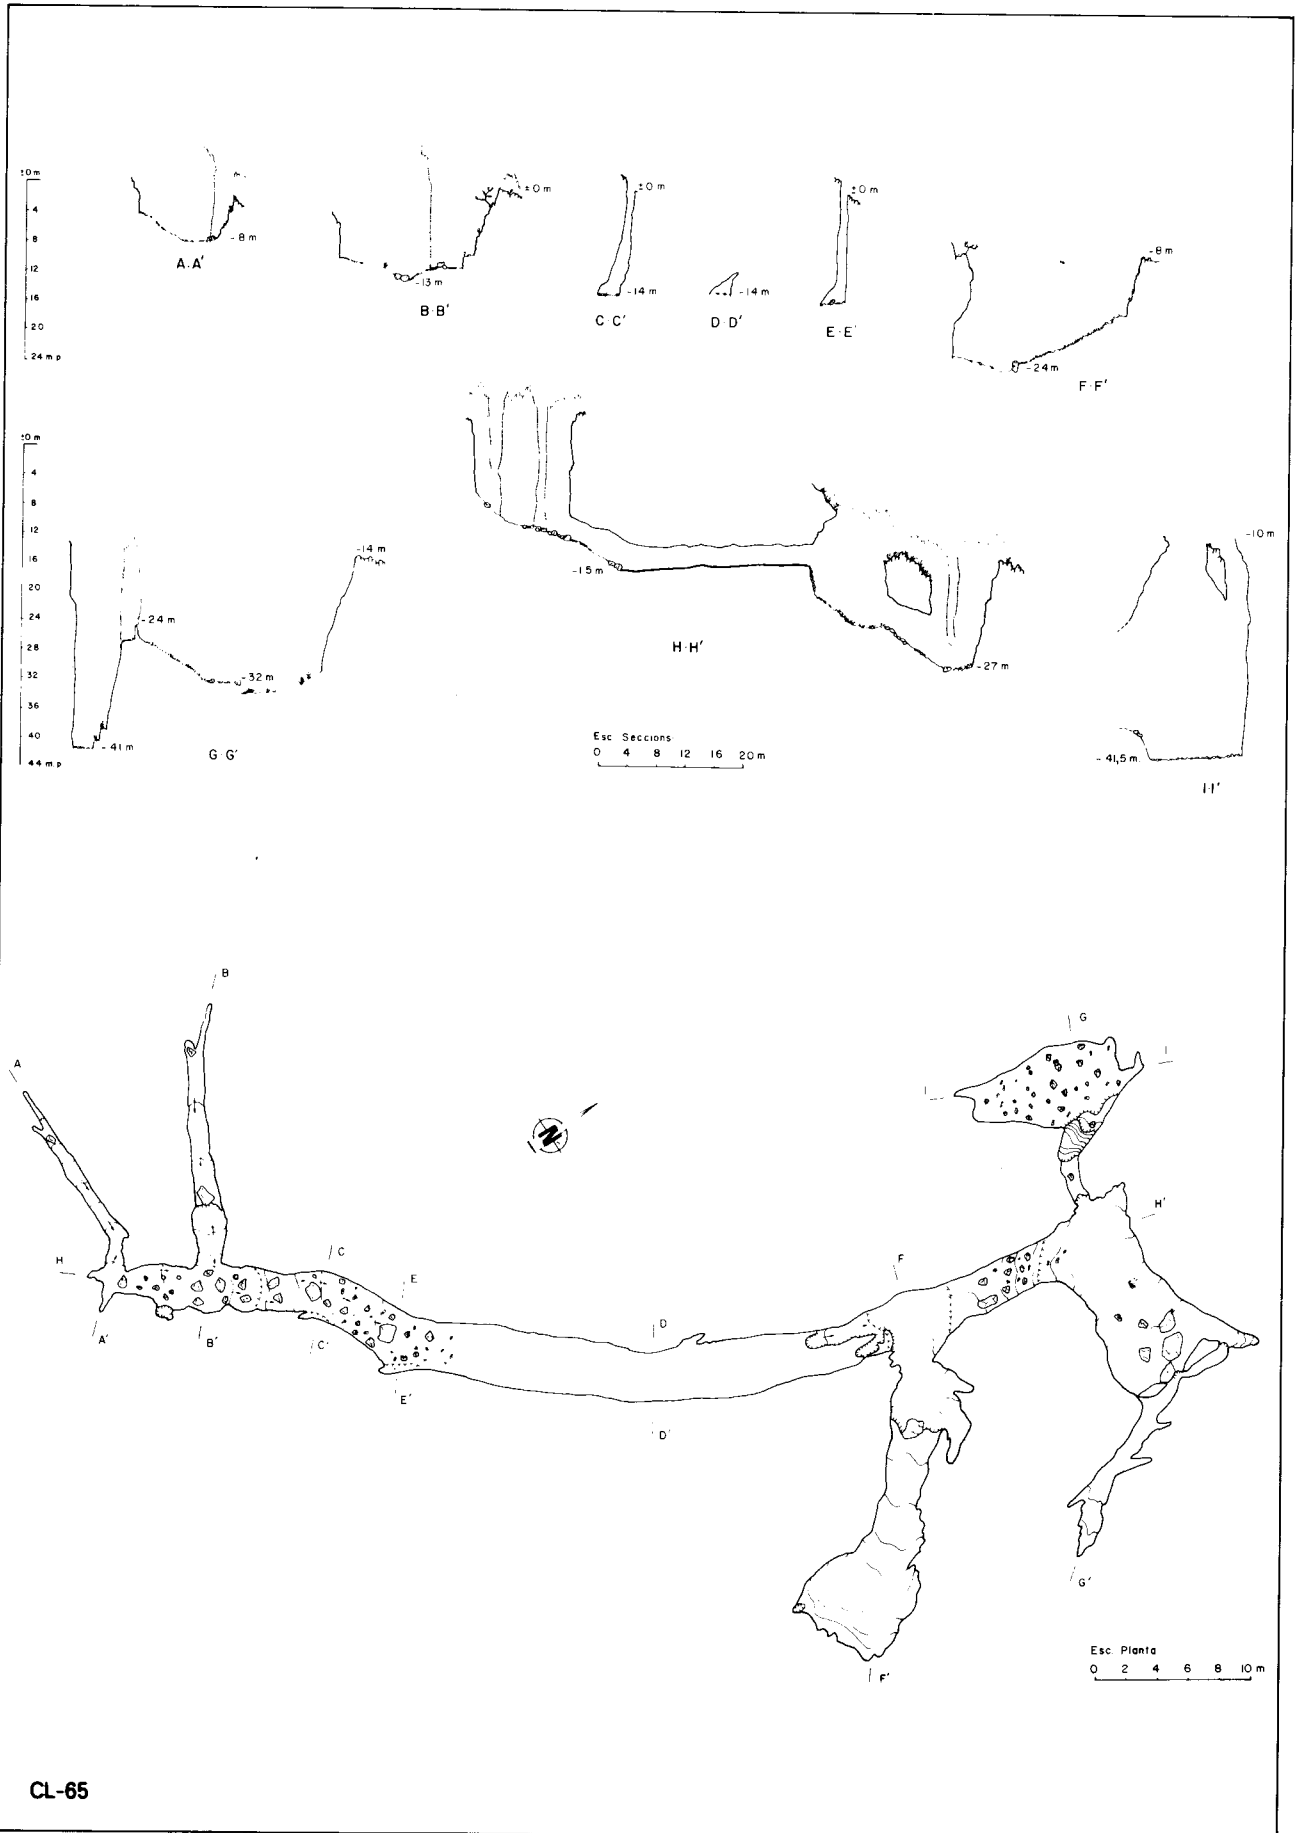 ±0 m
4
8
12
16
20
24 m p
-8 m
A·A'
±0 m
-13 m
B·B'
±0 m
-14 m
C·C'
-14 m
D·D'
±0 m
E·E'
-8 m
-24 m
F·F'
±0 m
4
8
12
16
20
24
28
32
36
40
44 m p
-14 m
-24 m
-32 m
-41 m
G·G'
-15 m
-27 m
H·H'
-10 m
-41,5 m
I·I'
Esc. Seccions
0 4 8 12 16 20 m
B
A
G
I
I
N
H'
H
C
E
F
A'
B'
C'
D
E'
D'
G'
F'
Esc. Planta
0 2 4 6 8 10 m
CL-65